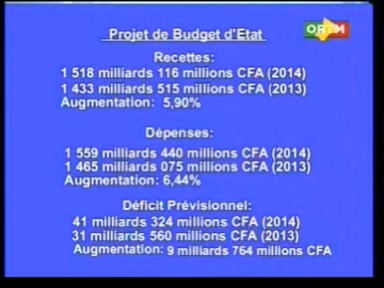 Projet de Budget d'Etat
ORTM
Recettes:
1 518 milliards 116 millions CFA (2014)
1 433 milliards 515 millions CFA (2013)
Augmentation: 5,90%
Dépenses:
1 559 milliards 440 millions CFA (2014)
1 465 milliards 075 millions CFA (2013)
Augmentation: 6,44%
Déficit Prévisionnel:
41 milliards 324 millions CFA (2014)
31 milliards 560 millions CFA (2013)
Augmentation: 9 milliards 764 millions CFA